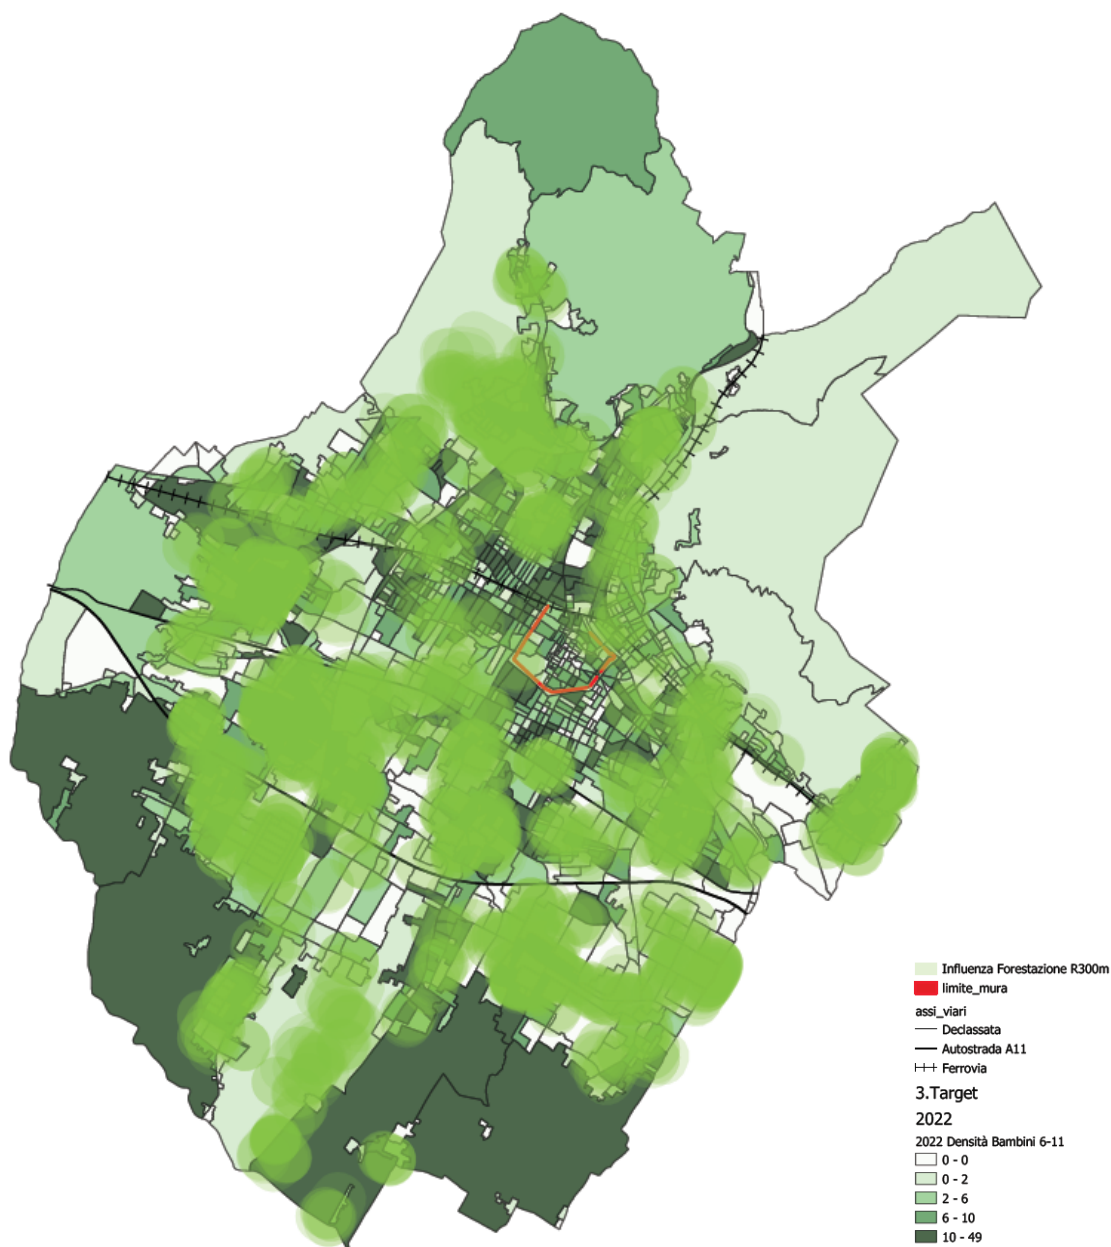 Influenza Forestazione R300m
limite_mura
assi_viari
Declassata
Autostrada A11
Ferrovia
3.Target
2022
2022 Densità Bambini 6-11
0 - 0
0 - 2
2 - 6
6 - 10
10 - 49